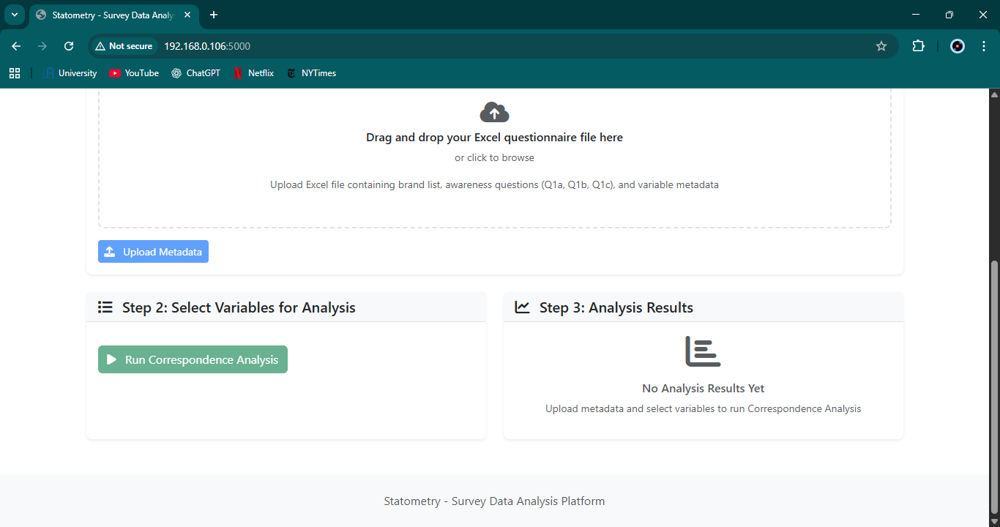 Statometry - Survey Data Analy
Not secure
192.168.0.106:5000
University
YouTube
ChatGPT
Netflix
NYTimes
Drag and drop your Excel questionnaire file here
or click to browse
Upload Excel file containing brand list, awareness questions (Q1a, Q1b, Q1c), and variable metadata
Upload Metadata
Step 2: Select Variables for Analysis
Run Correspondence Analysis
Step 3: Analysis Results
No Analysis Results Yet
Upload metadata and select variables to run Correspondence Analysis
Statometry - Survey Data Analysis Platform